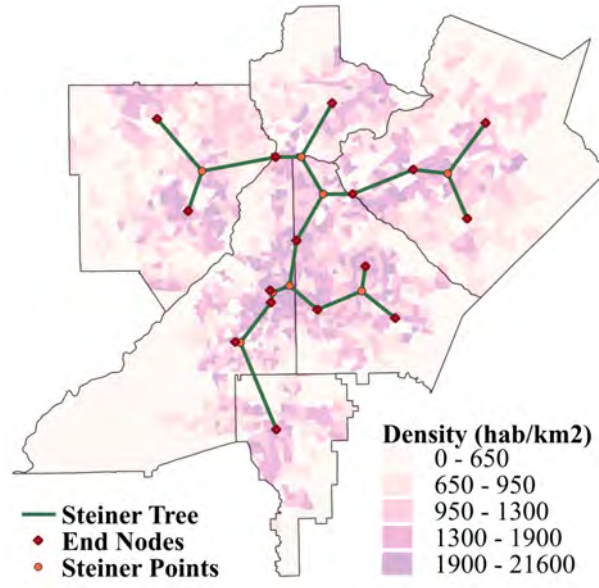 Density (hab/km2)
0 - 650
650 - 950
950 - 1300
1300 - 1900
1900 - 21600
Steiner Tree
End Nodes
Steiner Points